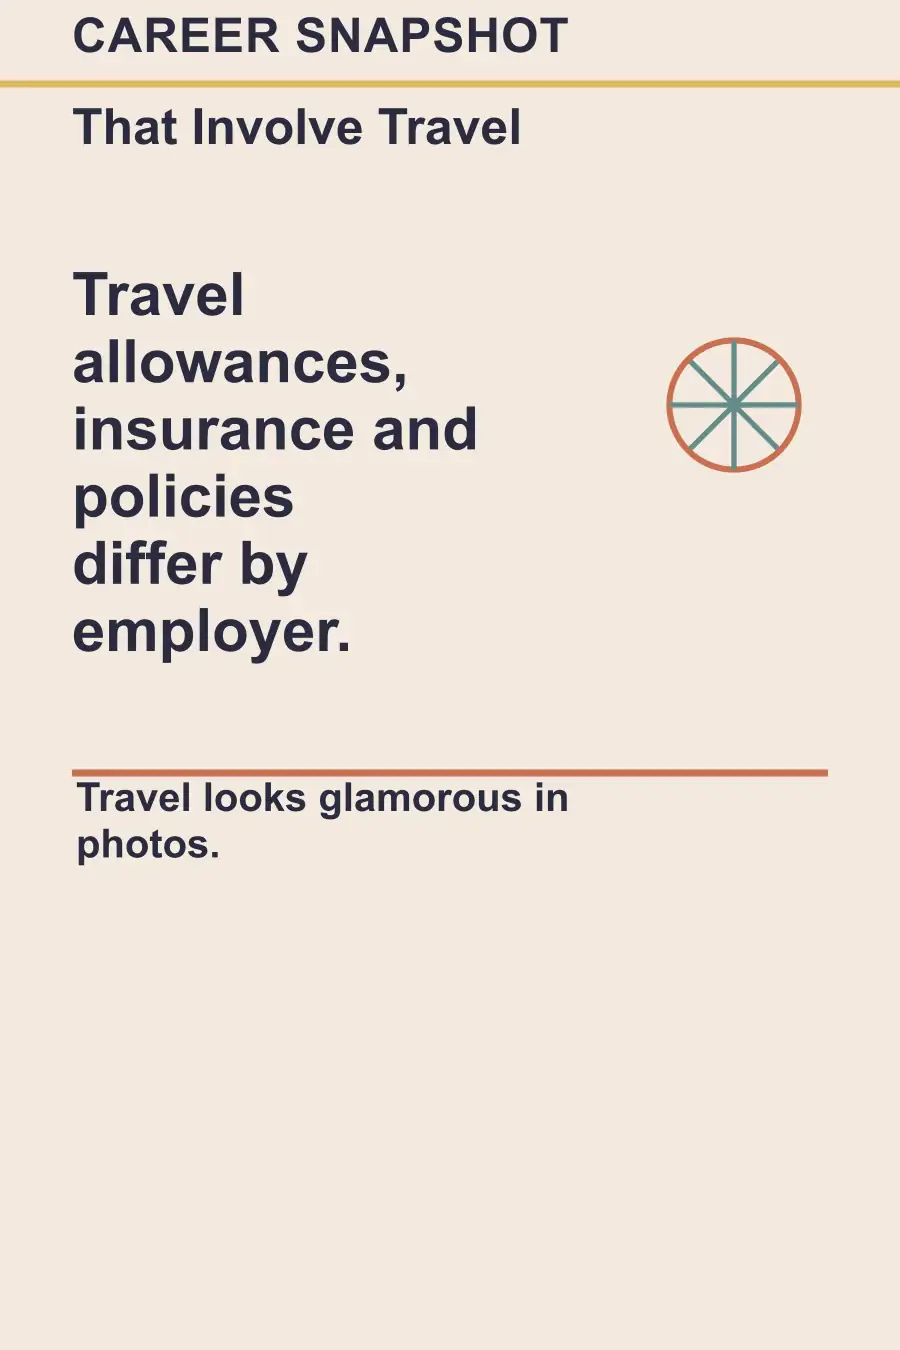 CAREER SNAPSHOT
That Involve Travel
Travel
allowances,
insurance and
policies
differ by
employer.
Travel looks glamorous in
photos.